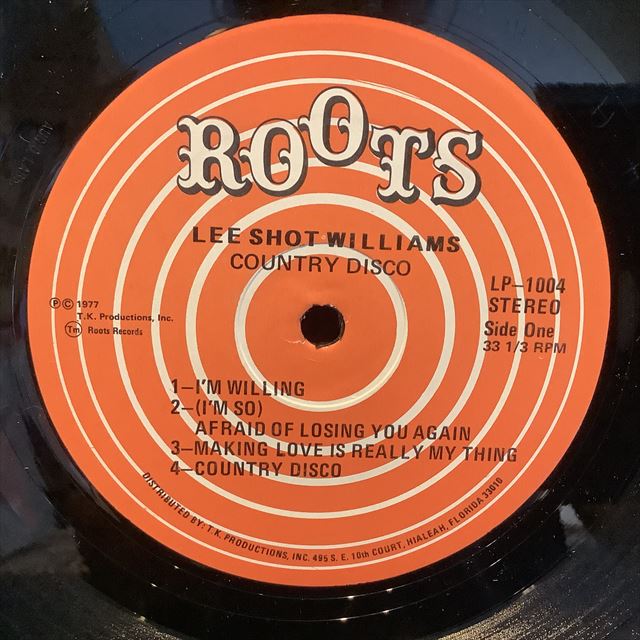 ROOTS
LEE SHOT WILLIAMS
COUNTRY DISCO
LP-1004
STEREO
Side One
33 1/3 RPM
Ⓟ © 1977
T.K. Productions, Inc.
Tm Roots Records
1-I'M WILLING
2-(I'M SO)
AFRAID OF LOSING YOU AGAIN
3-MAKING LOVE IS REALLY MY THING
4-COUNTRY DISCO
DISTRIBUTED BY: T.K. PRODUCTIONS, INC. 495 S. E. 10th COURT, HIALEAH, FLORIDA 33010